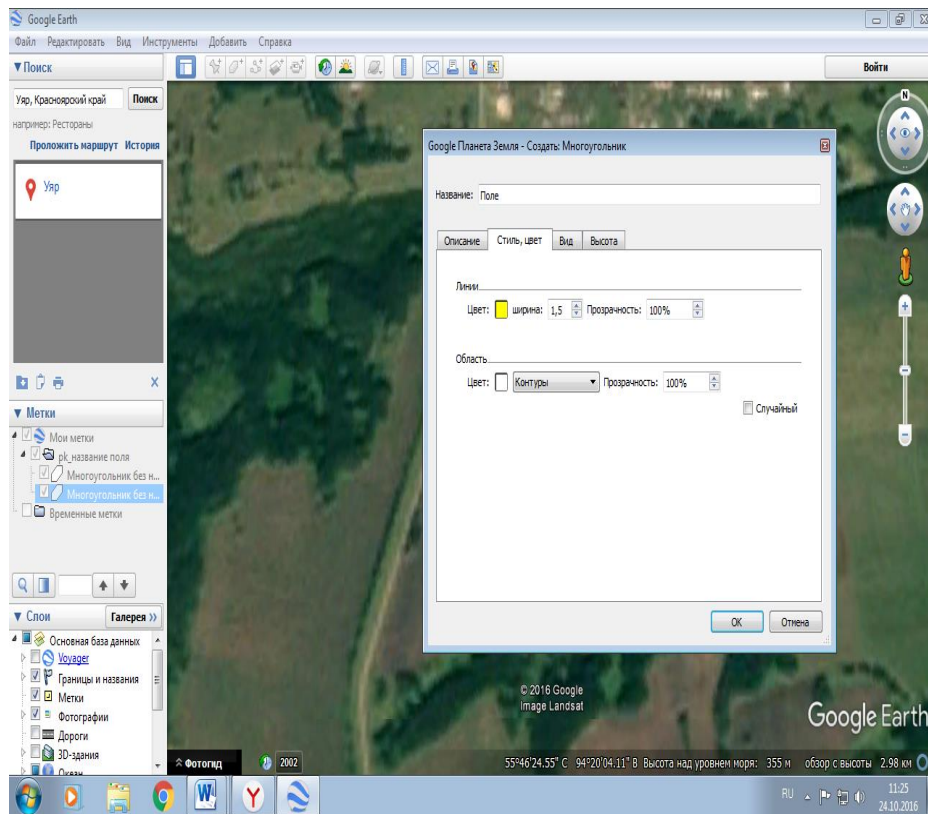 Google Earth
Файл Редактировать Вид Инструменты Добавить Справка
Поиск
Войти
Уяр, Красноярский край Поиск
например: Рестораны
Проложить маршрут История
Уяр
Метки
Мои метки
pk_название поля
Многоугольник без н...
Многоугольник без н...
Временные метки
Слои
Галерея »
Основная база данных
Voyager
Границы и названия
Метки
Фотографии
Дороги
3D-здания
Океан
N
Google Планета Земля - Создать: Многоугольник
Название: Поле
Описание Стиль, цвет Вид Высота
Линии
Цвет: ширина: 1,5 Прозрачность: 100%
Область
Цвет: Контуры Прозрачность: 100%
Случайный
ОК Отмена
© 2016 Google
Image Landsat
Google Earth
Фотогид 2002
55°46'24.55" С 94°20'04.11" В Высота над уровнем моря: 355 м обзор с высоты 2.98 км
RU
11:25
24.10.2016